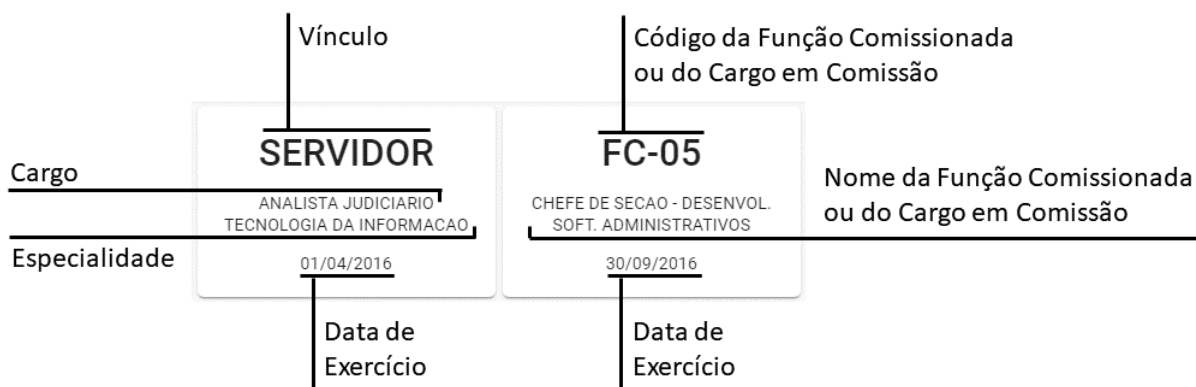 Vínculo
Código da Função Comissionada
ou do Cargo em Comissão
SERVIDOR
FC-05
Cargo
ANALISTA JUDICIARIO
TECNOLOGIA DA INFORMACAO
CHEFE DE SECAO - DESENVOL.
SOFT. ADMINISTRATIVOS
Nome da Função Comissionada
ou do Cargo em Comissão
Especialidade
01/04/2016
30/09/2016
Data de
Exercício
Data de
Exercício